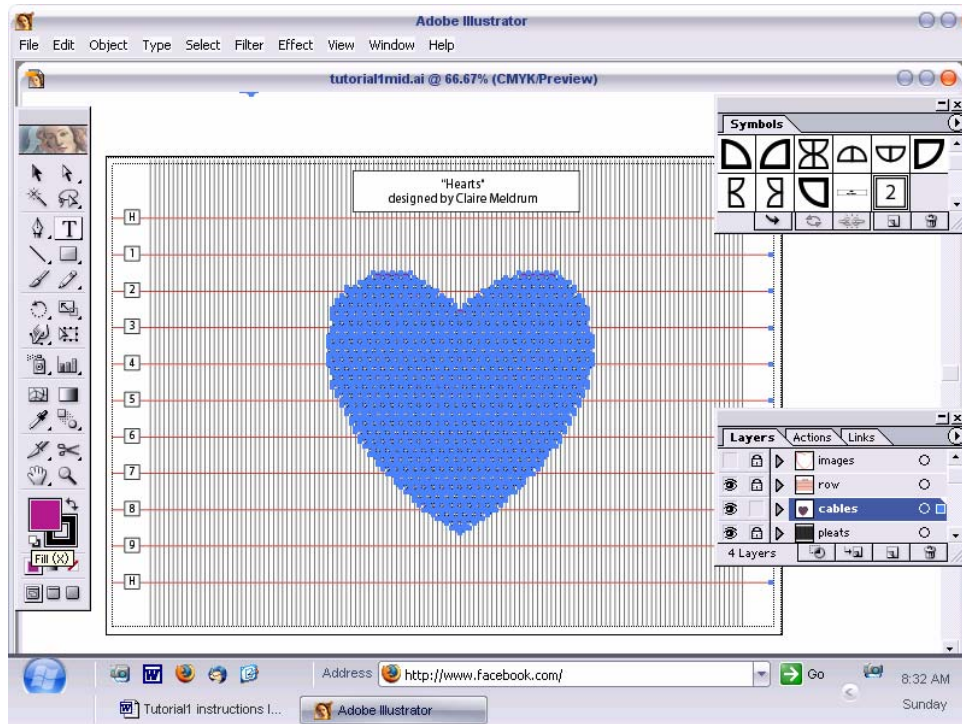 Adobe Illustrator
File Edit Object Type Select Filter Effect View Window Help
tutorial1mid.ai @ 66.67% (CMYK/Preview)
Symbols
2
"Hearts"
designed by Claire Meldrum
H
1
2
3
4
5
6
7
8
9
H
T
Layers Actions Links
images
row
cables
pleats
4 Layers
Fill (X)
Address http://www.facebook.com/ Go
8:32 AM
Sunday
W Tutorial1 instructions I... Adobe Illustrator